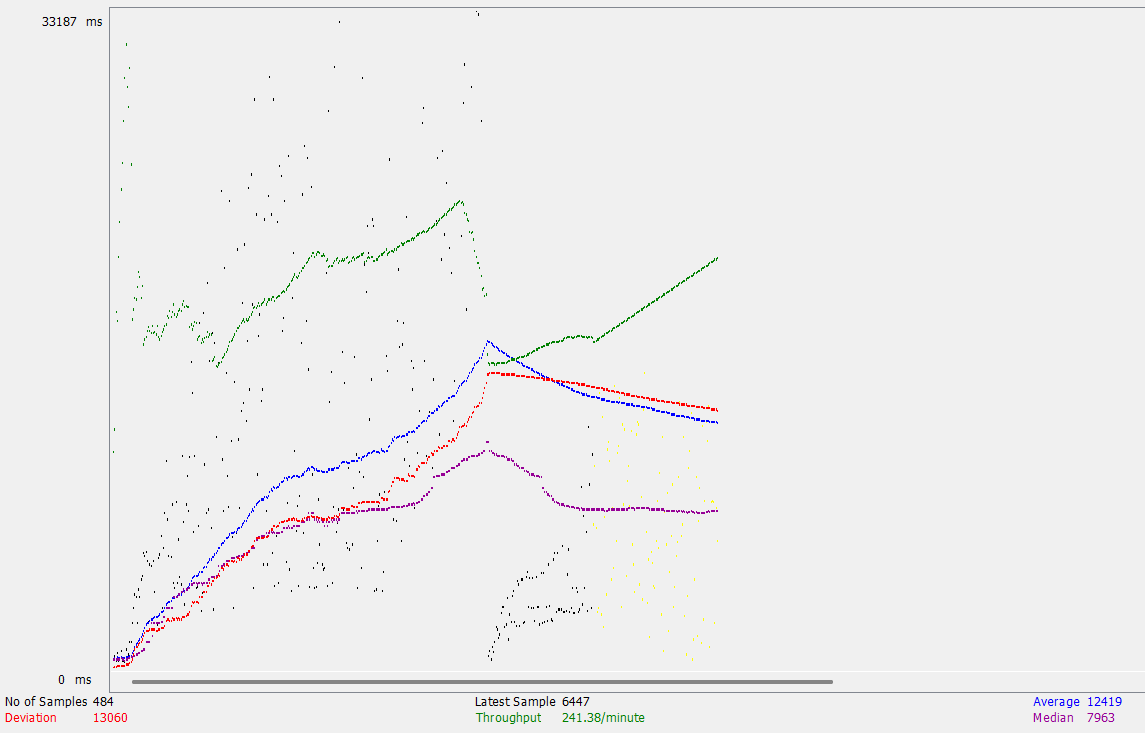 33187 ms
0 ms
No of Samples 484 Latest Sample 6447 Average 12419
Deviation 13060 Throughput 241.38/minute Median 7963